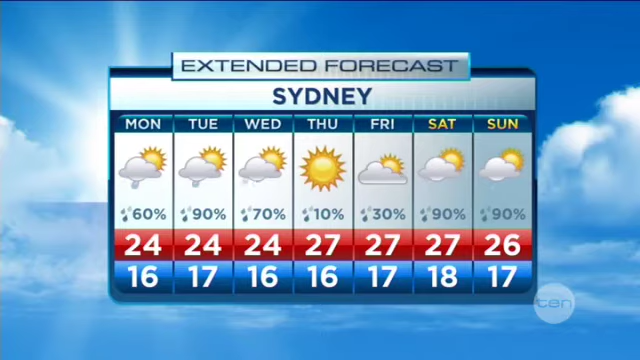 EXTENDED FORECAST
SYDNEY
MON TUE WED THU FRI SAT SUN
60% 90% 70% 10% 30% 90% 90%
24 24 24 27 27 27 26
16 17 16 16 17 18 17
ten